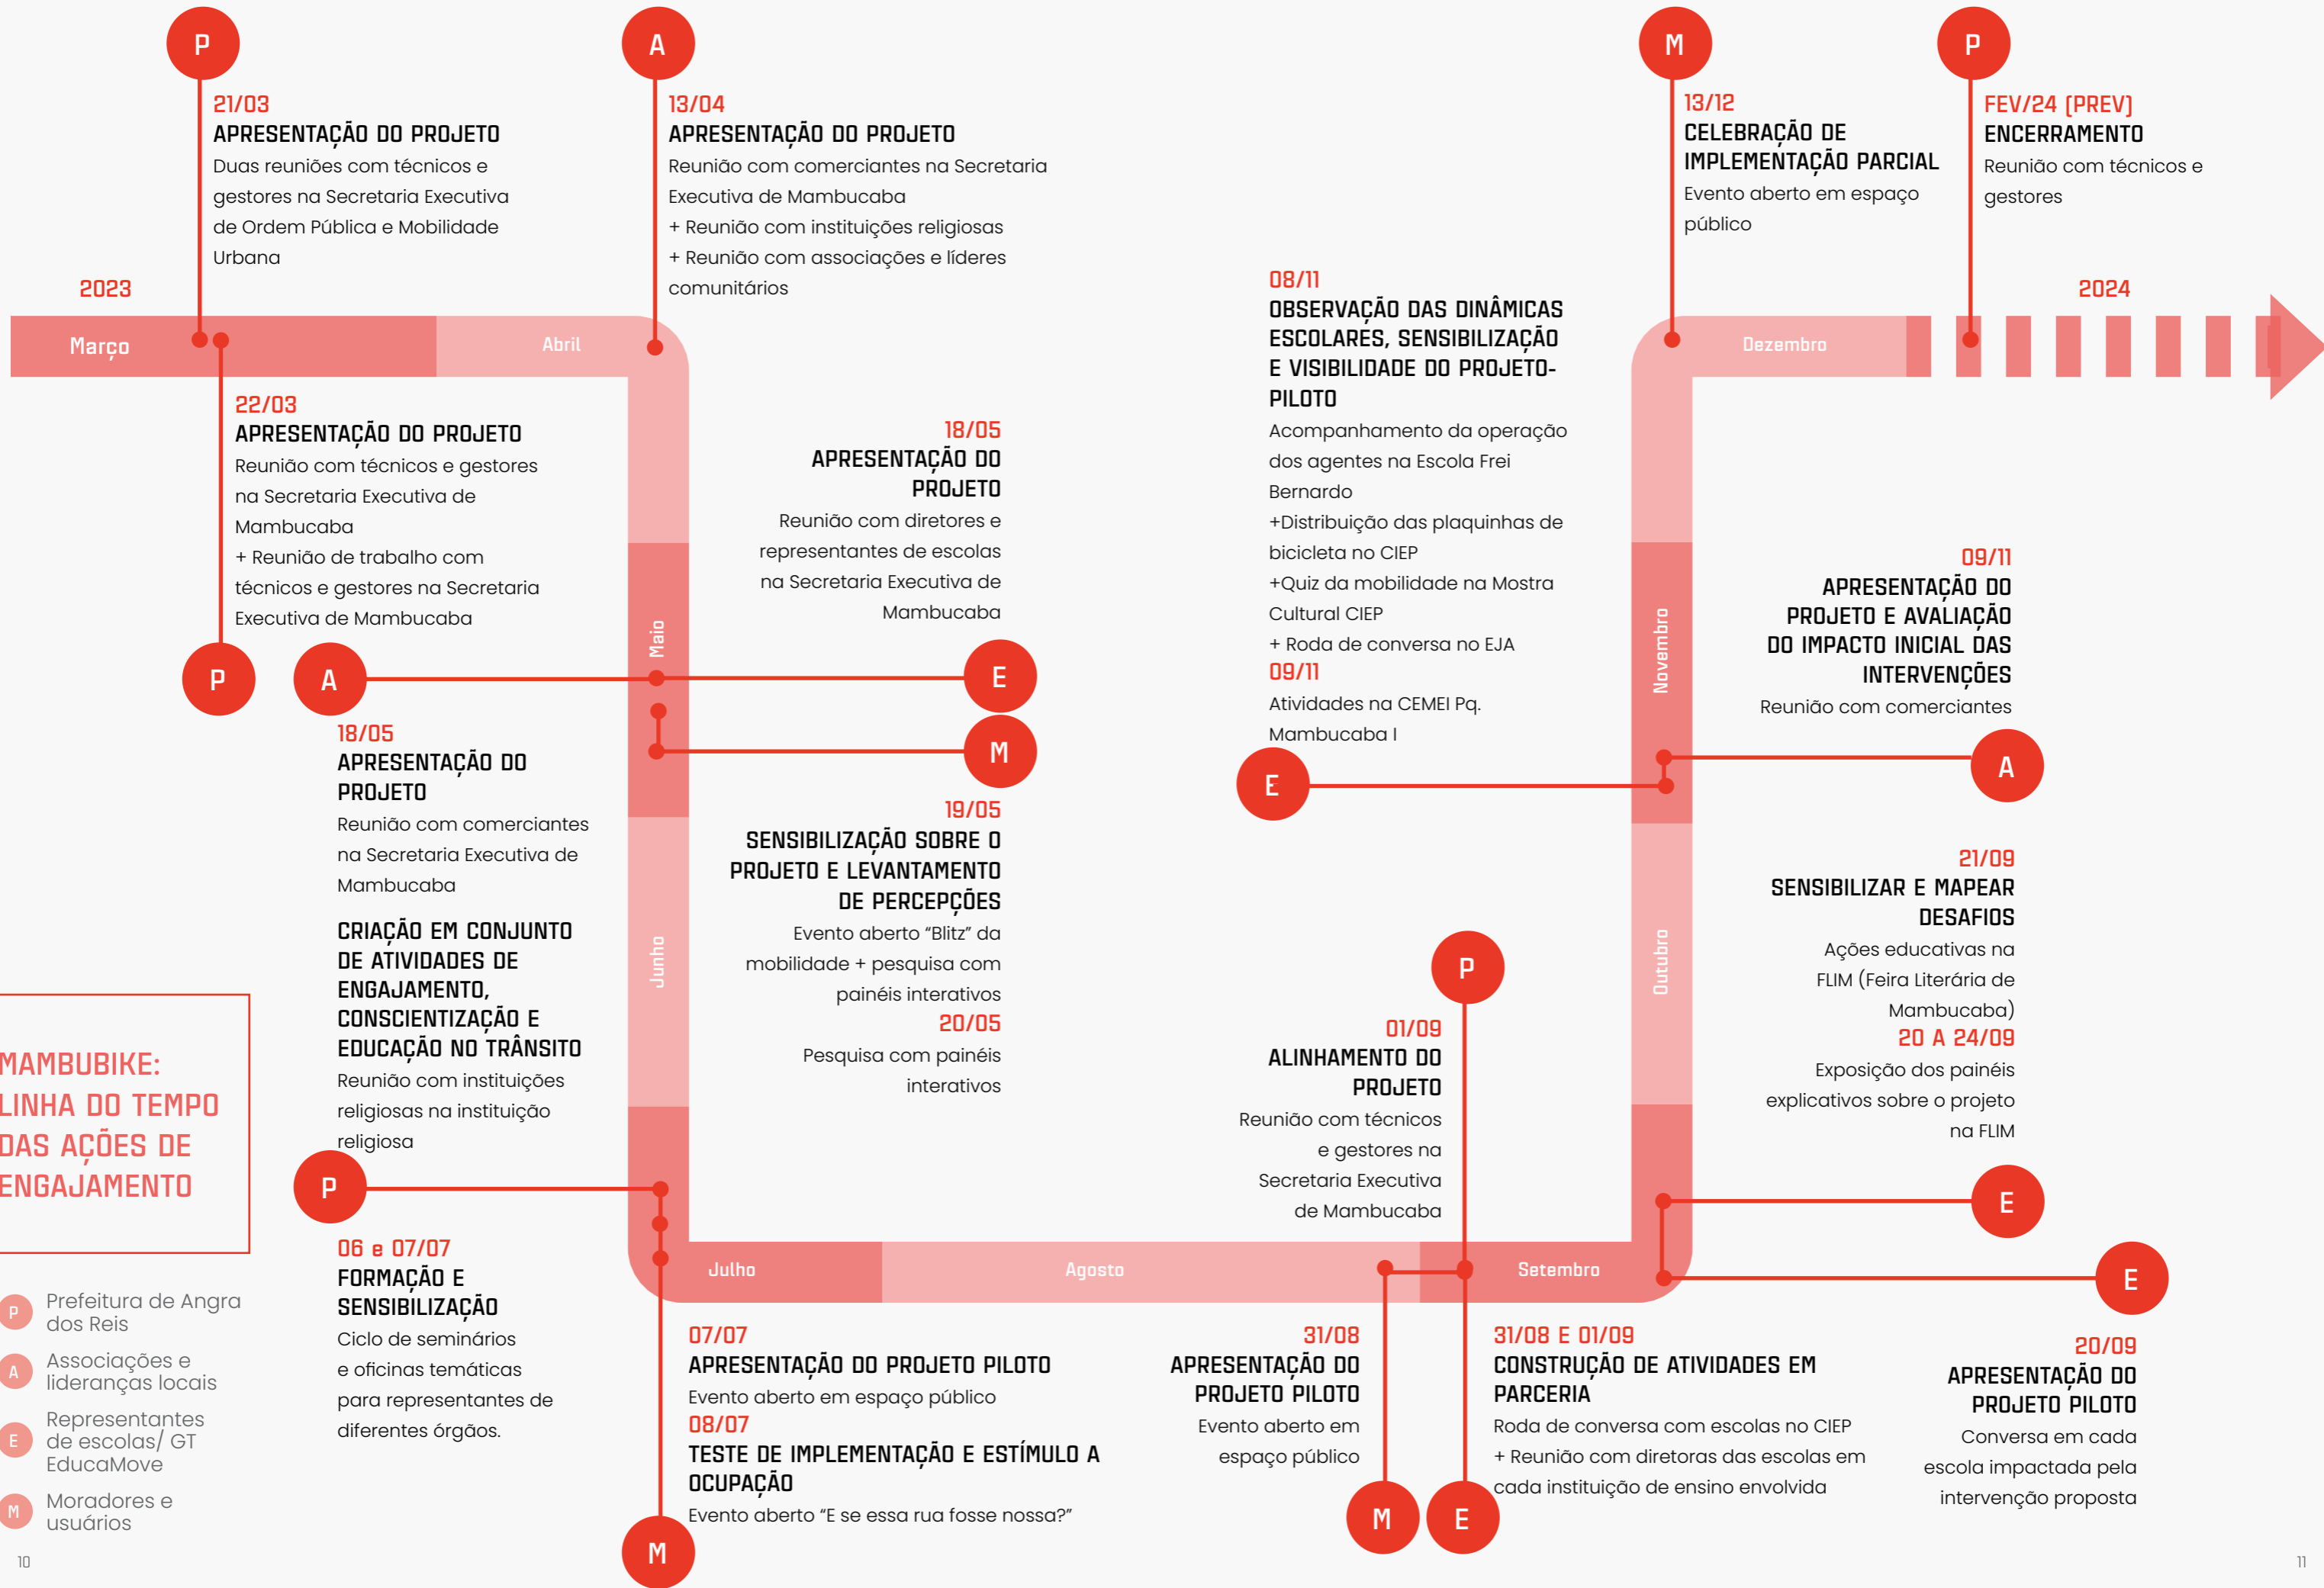 P
21/03
APRESENTAÇÃO DO PROJETO
Duas reuniões com técnicos e
gestores na Secretaria Executiva
de Ordem Pública e Mobilidade
Urbana
A
13/04
APRESENTAÇÃO DO PROJETO
Reunião com comerciantes na Secretaria
Executiva de Mambucaba
+ Reunião com instituições religiosas
+ Reunião com associações e líderes
comunitários
M
13/12
CELEBRAÇÃO DE
IMPLEMENTAÇÃO PARCIAL
Evento aberto em espaço
público
P
FEV/24 (PREV)
ENCERRAMENTO
Reunião com técnicos e
gestores
2023
Março
Abril
Dezembro
2024
22/03
APRESENTAÇÃO DO PROJETO
Reunião com técnicos e gestores
na Secretaria Executiva de
Mambucaba
+ Reunião de trabalho com
técnicos e gestores na Secretaria
Executiva de Mambucaba
P
18/05
APRESENTAÇÃO DO
PROJETO
Reunião com diretores e
representantes de escolas
na Secretaria Executiva de
Mambucaba
E
Maio
A
18/05
APRESENTAÇÃO DO
PROJETO
Reunião com comerciantes
na Secretaria Executiva de
Mambucaba
CRIAÇÃO EM CONJUNTO
DE ATIVIDADES DE
ENGAJAMENTO,
CONSCIENTIZAÇÃO E
EDUCAÇÃO NO TRÂNSITO
Reunião com instituições
religiosas na instituição
religiosa
M
19/05
SENSIBILIZAÇÃO SOBRE O
PROJETO E LEVANTAMENTO
DE PERCEPÇÕES
Evento aberto “Blitz” da
mobilidade + pesquisa com
painéis interativos
20/05
Pesquisa com painéis
interativos
Junho
08/11
OBSERVAÇÃO DAS DINÂMICAS
ESCOLARES, SENSIBILIZAÇÃO
E VISIBILIDADE DO PROJETO-
PILOTO
Acompanhamento da operação
dos agentes na Escola Frei
Bernardo
+Distribuição das plaquinhas de
bicicleta no CIEP
+Quiz da mobilidade na Mostra
Cultural CIEP
+ Roda de conversa no EJA
09/11
Atividades na CEMEI Pq.
Mambucaba I
E
Novembro
09/11
APRESENTAÇÃO DO
PROJETO E AVALIAÇÃO
DO IMPACTO INICIAL DAS
INTERVENÇÕES
Reunião com comerciantes
A
Outubro
21/09
SENSIBILIZAR E MAPEAR
DESAFIOS
Ações educativas na
FLIM (Feira Literária de
Mambucaba)
20 A 24/09
Exposição dos painéis
explicativos sobre o projeto
na FLIM
E
P
01/09
ALINHAMENTO DO
PROJETO
Reunião com técnicos
e gestores na
Secretaria Executiva
de Mambucaba
MAMBUBIKE:
LINHA DO TEMPO
DAS AÇÕES DE
ENGAJAMENTO
P
06 e 07/07
FORMAÇÃO E
SENSIBILIZAÇÃO
Ciclo de seminários
e oficinas temáticas
para representantes de
diferentes órgãos.
Julho
Agosto
Setembro
07/07
APRESENTAÇÃO DO PROJETO PILOTO
Evento aberto em espaço público
08/07
TESTE DE IMPLEMENTAÇÃO E ESTÍMULO A
OCUPAÇÃO
Evento aberto “E se essa rua fosse nossa?”
M
31/08
APRESENTAÇÃO DO
PROJETO PILOTO
Evento aberto em
espaço público
M
31/08 E 01/09
CONSTRUÇÃO DE ATIVIDADES EM
PARCERIA
Roda de conversa com escolas no CIEP
+ Reunião com diretoras das escolas em
cada instituição de ensino envolvida
E
E
20/09
APRESENTAÇÃO DO
PROJETO PILOTO
Conversa em cada
escola impactada pela
intervenção proposta
P Prefeitura de Angra
dos Reis
A Associações e
lideranças locais
E Representantes
de escolas/ GT
EducaMove
M Moradores e
usuários
10
11